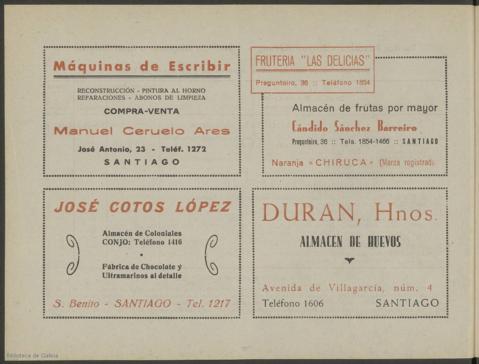 Máquinas de Escribir
RECONSTRUCCIÓN - PINTURA AL HORNO
REPARACIONES - ABONOS DE LIMPIEZA
COMPRA-VENTA
Manuel Ceruelo Ares
José Antonio, 23 - Teléf. 1272
SANTIAGO
FRUTERIA "LAS DELICIAS"
Preguntoiro, 36 :: Teléfono 1854
Almacén de frutas por mayor
Cándido Sánchez Barreiro
Preguntoiro, 36 :: Tels. 1854-1466 :: SANTIAGO
Naranja «CHIRUCA» (Marca registrada
JOSÉ COTOS LÓPEZ
Almacén de Coloniales
CONJO: Teléfono 1416
Fábrica de Chocolate y
Ultramarinos al detalle
S. Benito - SANTIAGO - Tel. 1217
DURAN, Hnos.
ALMACEN DE HUEVOS
Avenida de Villagarcía, núm. 4
Teléfono 1606 SANTIAGO
Biblioteca de Galicia